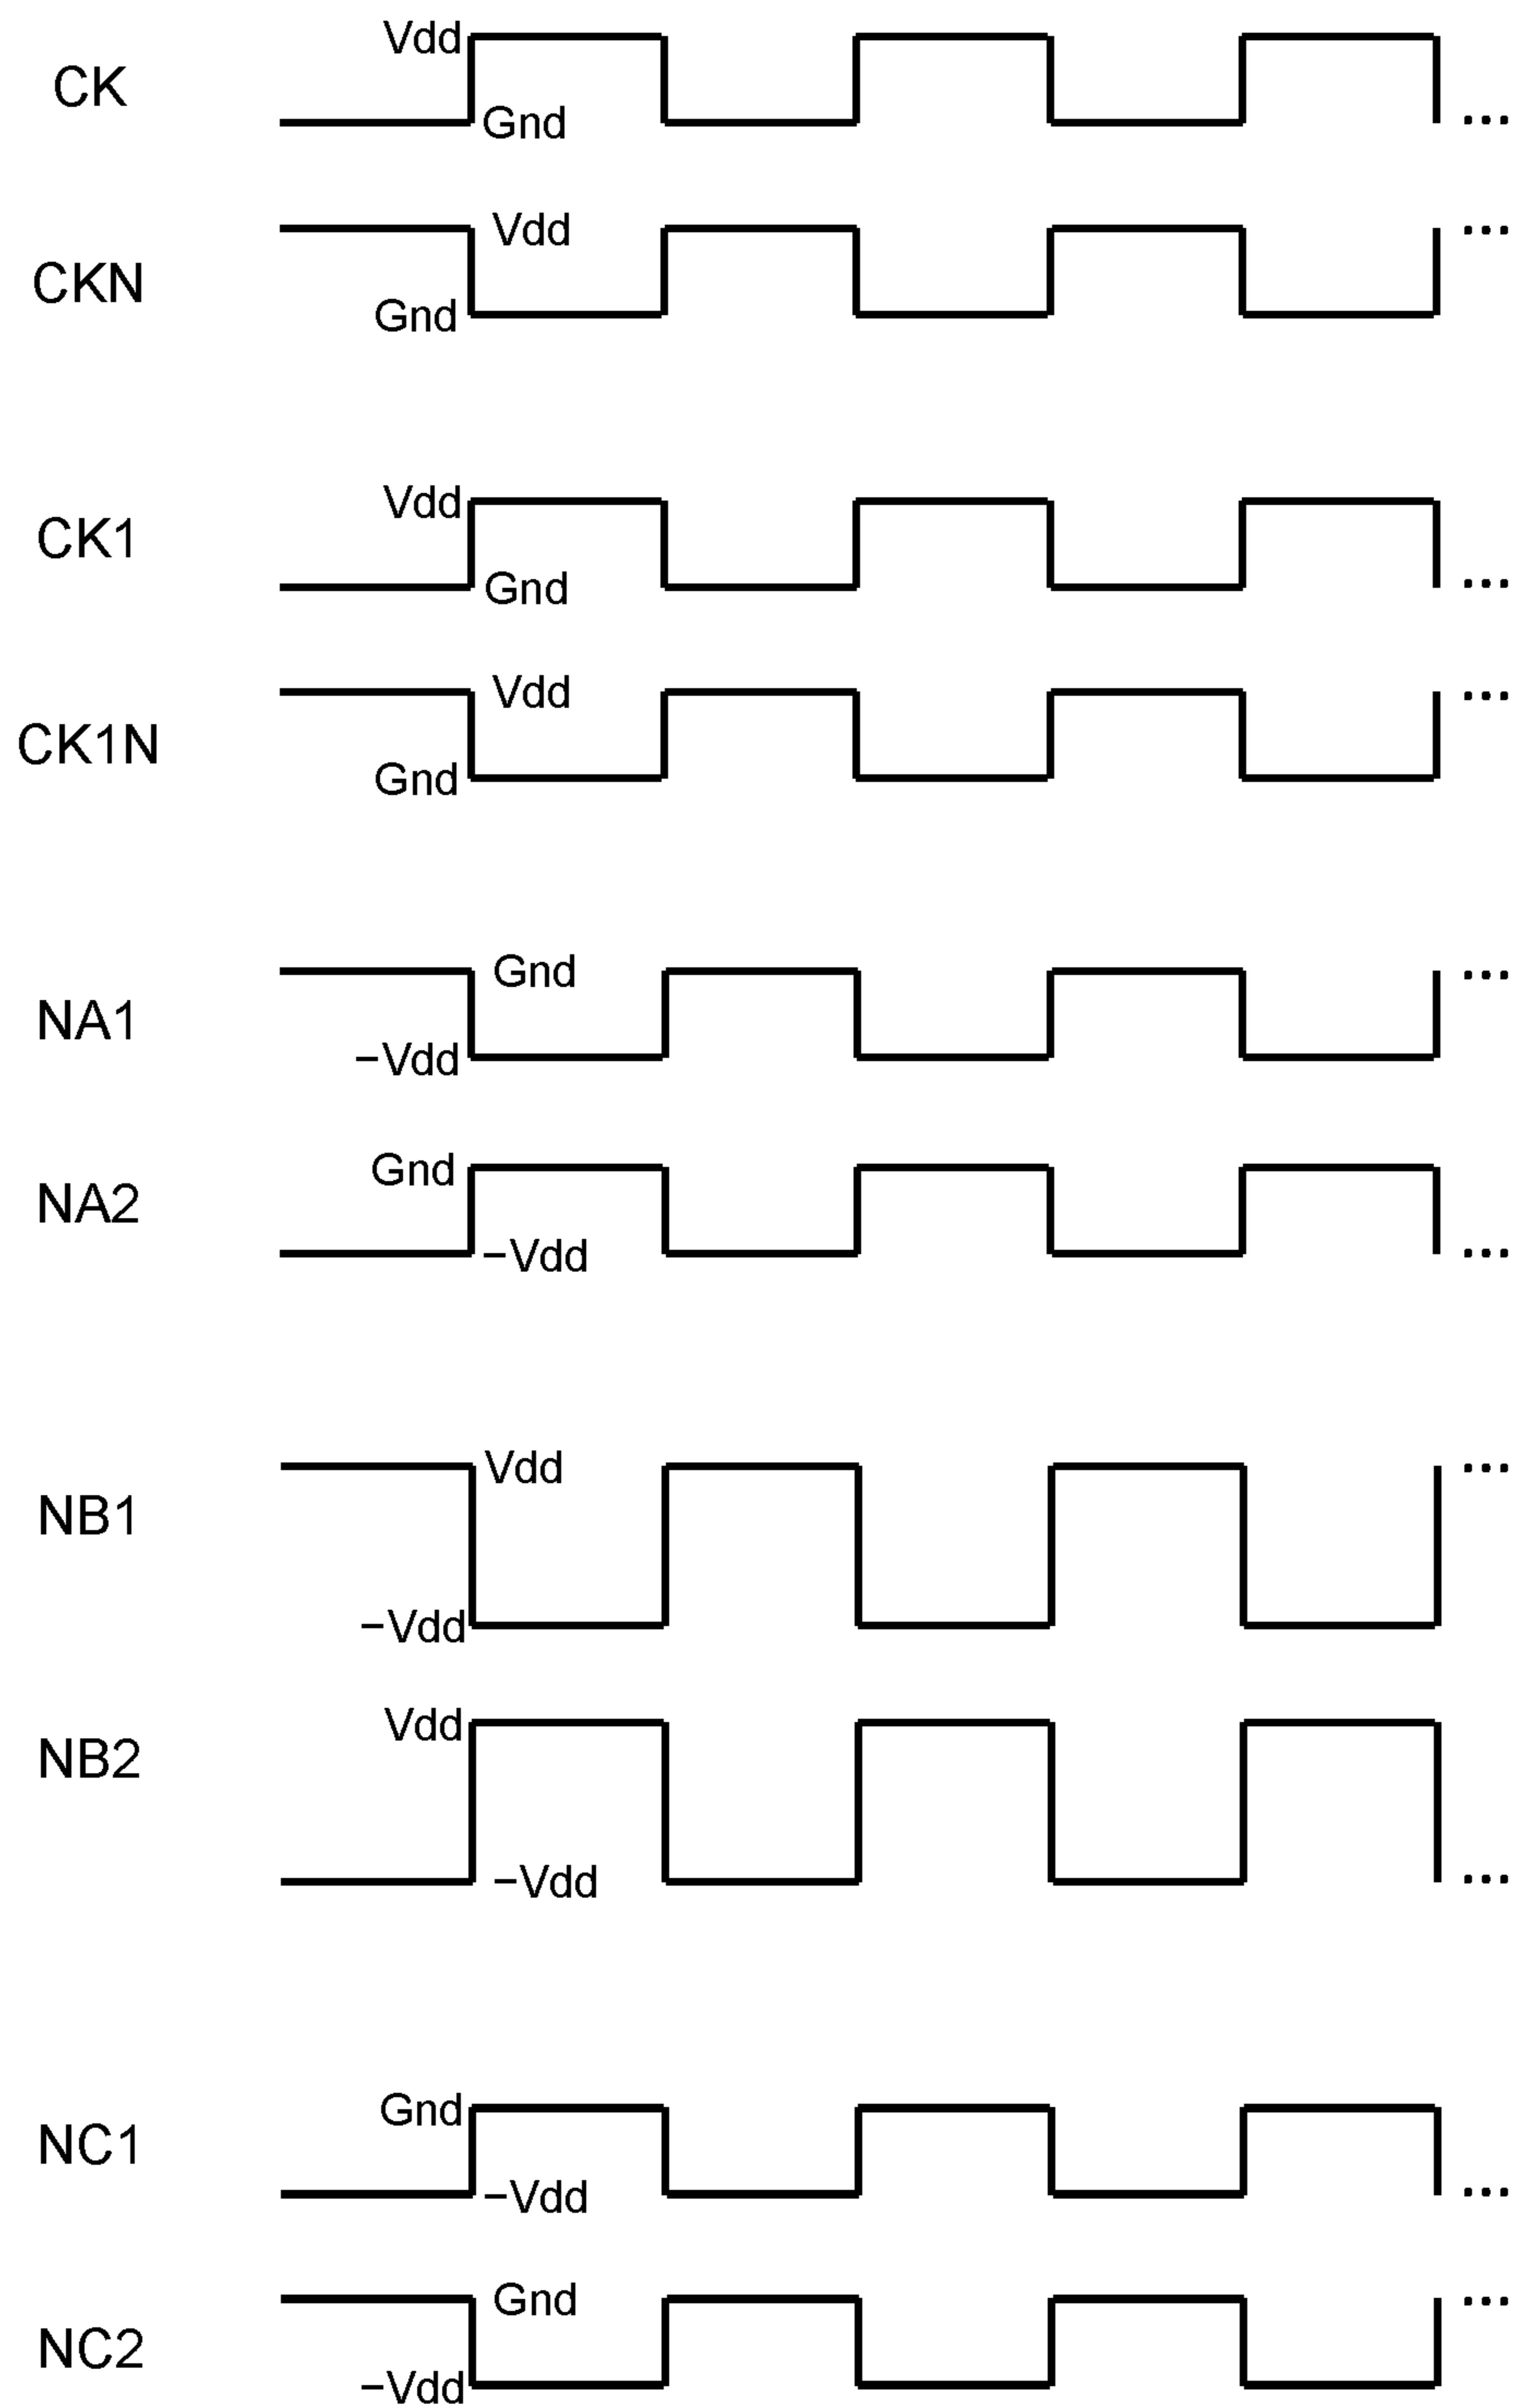 Vdd
CK
Gnd
...
Vdd
...
CKN
Gnd
Vdd
CK1
Gnd
...
Vdd
...
CK1N
Gnd
Gnd
...
NA1
−Vdd
Gnd
NA2
−Vdd
...
Vdd
...
NB1
−Vdd
Vdd
NB2
−Vdd
...
Gnd
NC1
−Vdd
...
Gnd
...
NC2
−Vdd